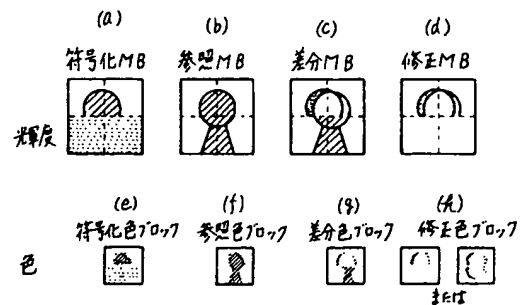 (a) (b) (c) (d)
符号化MB 参照MB 差分MB 修正MB
輝度
(e) (f) (g) (h)
符号化色ブロック 参照色ブロック 差分色ブロック 修正色ブロック
色
または